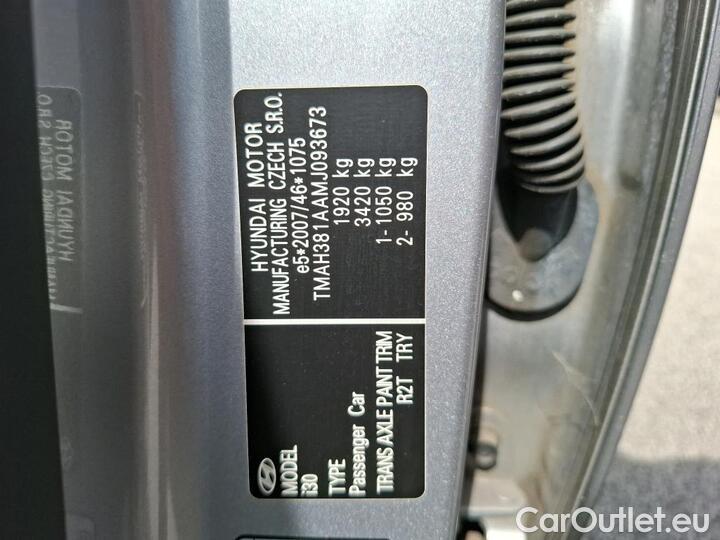 HYUNDAI MOTOR
MANUFACTURING CZECH S.R.O.
e5*2007/46*1075
TMAH381AAMJ093673
1920 kg
3420 kg
1- 1050 kg
2- 980 kg
MODEL
i30
TYPE
Passenger Car
TRANS AXLE PAINT TRIM
R2T TRY
CarOutlet.eu